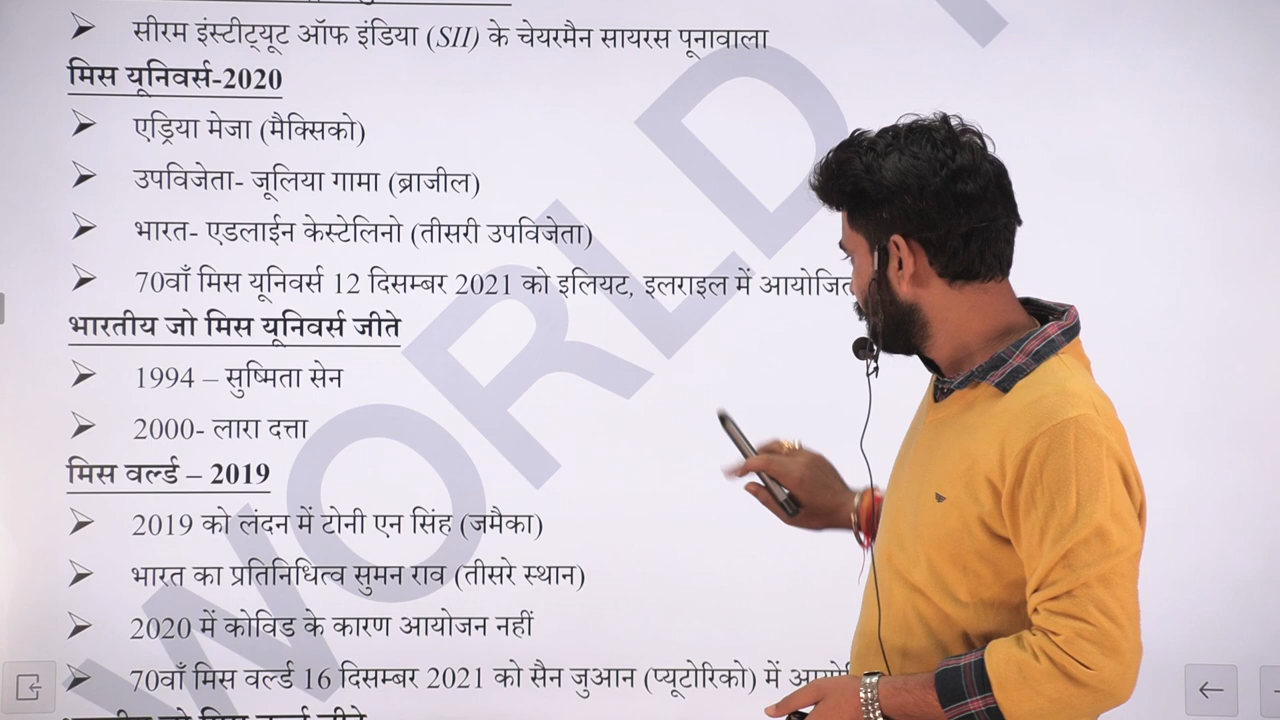 सीरम इंस्टीट्यूट ऑफ इंडिया (SII) के चेयरमैन सायरस पूनावाला
मिस यूनिवर्स-2020
एड्रिया मेजा (मैक्सिको)
उपविजेता- जूलिया गामा (ब्राजील)
भारत- एडलाईन केस्टेलिनो (तीसरी उपविजेता)
70वाँ मिस यूनिवर्स 12 दिसम्बर 2021 को इलियट, इलराइल में आयोजित
भारतीय जो मिस यूनिवर्स जीते
1994 – सुष्मिता सेन
2000- लारा दत्ता
मिस वर्ल्ड – 2019
2019 को लंदन में टोनी एन सिंह (जमैका)
भारत का प्रतिनिधित्व सुमन राव (तीसरे स्थान)
2020 में कोविड के कारण आयोजन नहीं
70वाँ मिस वर्ल्ड 16 दिसम्बर 2021 को सैन जुआन (प्यूटोरिको) में
WORLD